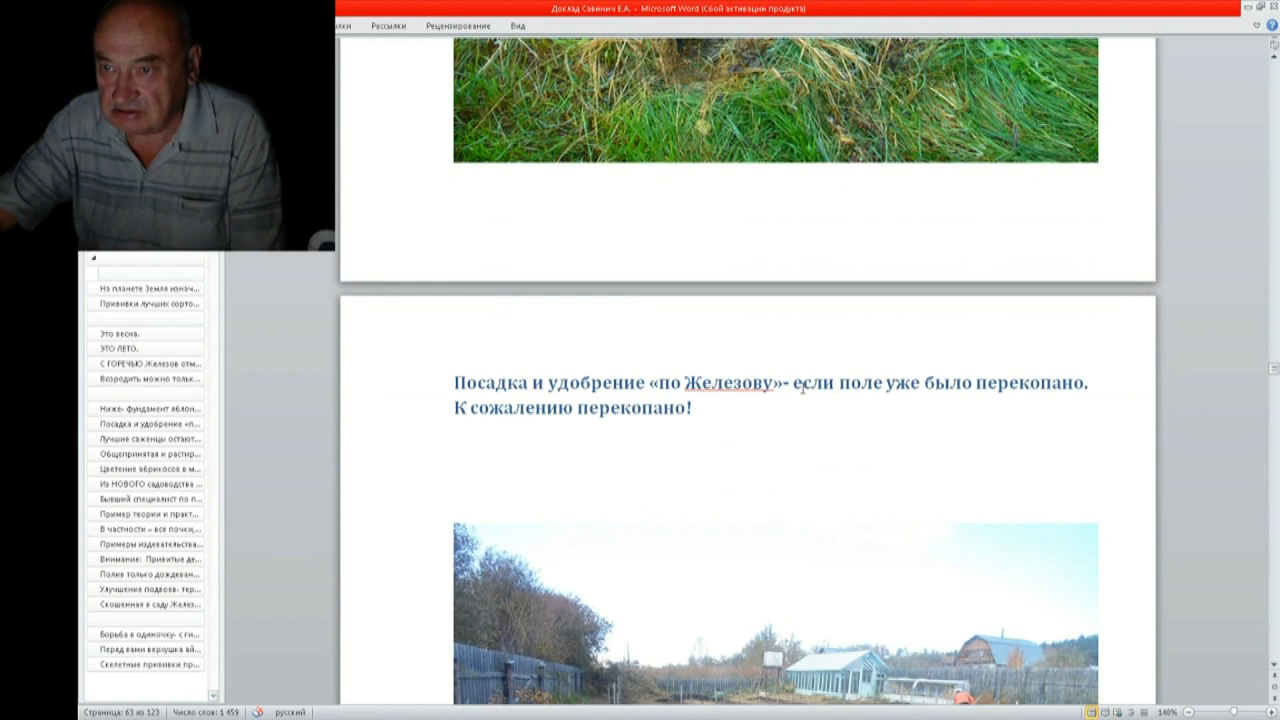 Доклад Савинич Е.А. - Microsoft Word (Сбой активации продукта)
лки Рассылки Рецензирование Вид
На планете Земля изнач...
Прививки лучших сорто...
Это весна.
ЭТО ЛЕТО.
С ГОРЕЧЬЮ Железов отм...
Возродить можно тольк...
Ниже- фундамент яблон...
Посадка и удобрение «п...
Лучшие саженцы остают...
Общепринятая и растир...
Цветение абрикосов в м...
Из НОВОГО садоводства ...
Бывший специалист по п...
Пример теории и практ...
В частности – все почки,...
Примеры издевательства...
Внимание: Привитые де...
Полив только дождеван...
Улучшение подвоев- тер...
Скошенная в саду Желез...
Борьба в одиночку- с ги...
Перед вами верхушка ай...
Скелетные прививки пр...
Посадка и удобрение «по Железову»- если поле уже было перекопано.
К сожалению перекопано!
Страница: 63 из 123 Число слов: 1 459 русский 140%